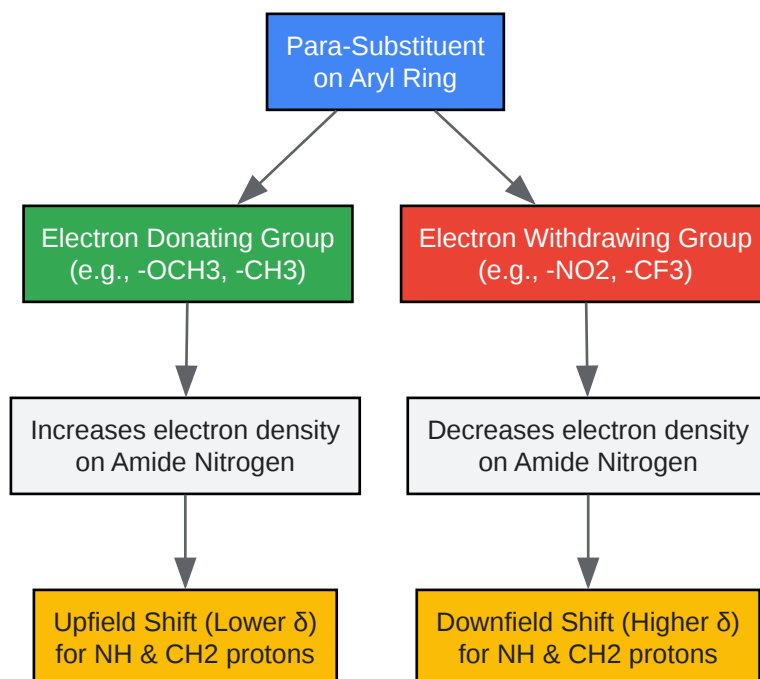 Para-Substituent
on Aryl Ring
Electron Donating Group
(e.g., -OCH3, -CH3)
Electron Withdrawing Group
(e.g., -NO2, -CF3)
Increases electron density
on Amide Nitrogen
Decreases electron density
on Amide Nitrogen
Upfield Shift (Lower δ)
for NH & CH2 protons
Downfield Shift (Higher δ)
for NH & CH2 protons